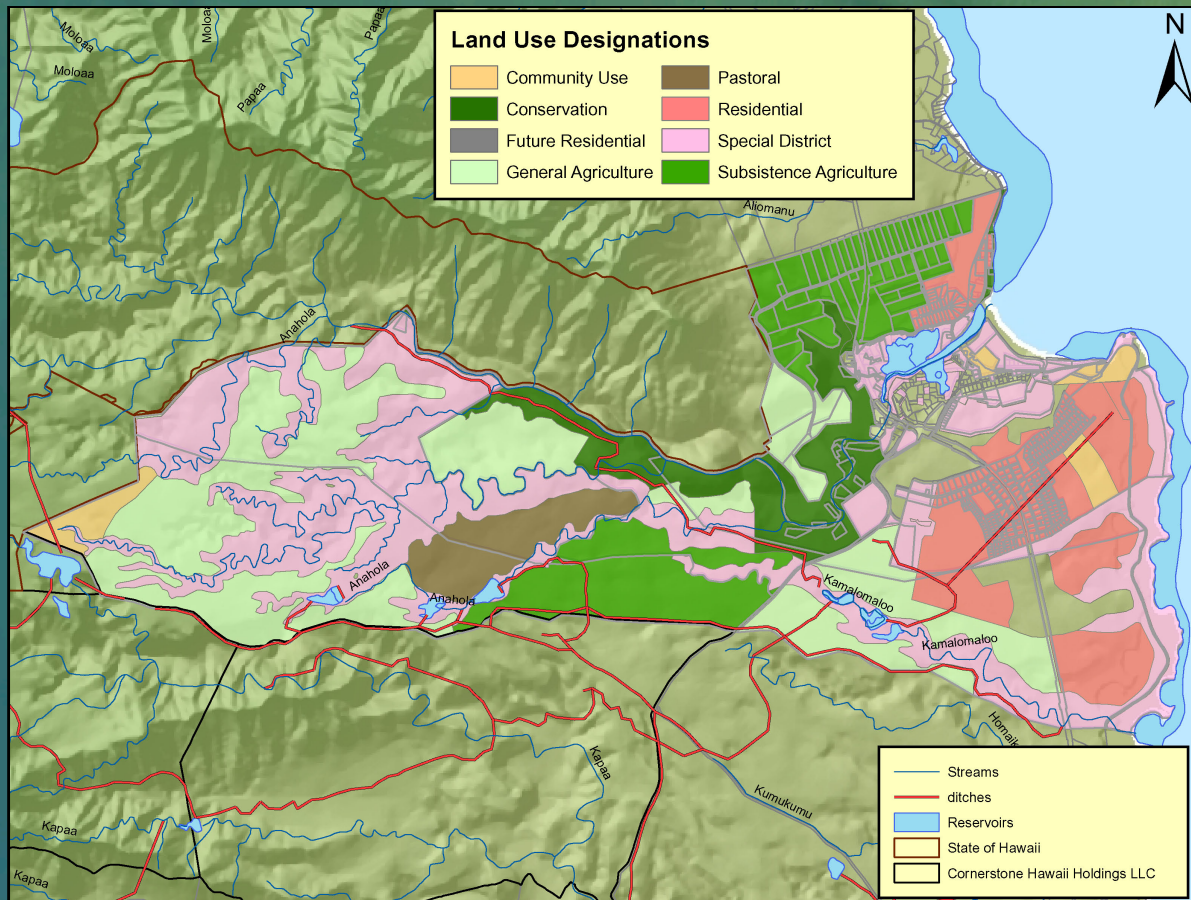 Moloaa
Moloaa
Moloaa
Papaa
Papaa
N
Land Use Designations
Community Use
Pastoral
Conservation
Residential
Future Residential
Special District
General Agriculture
Subsistence Agriculture
Aliomanu
Anahola
Anahola
Anahola
Kamalomaloo
Kamalomaloo
Homaik
Kapaa
Kumukumu
Kapaa
Kapaa
Streams
ditches
Reservoirs
State of Hawaii
Cornerstone Hawaii Holdings LLC